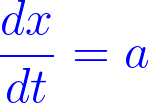 dx/dt = a